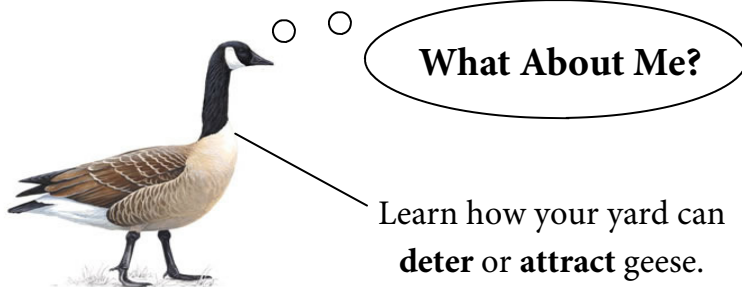 What About Me?
Learn how your yard can
deter or attract geese.